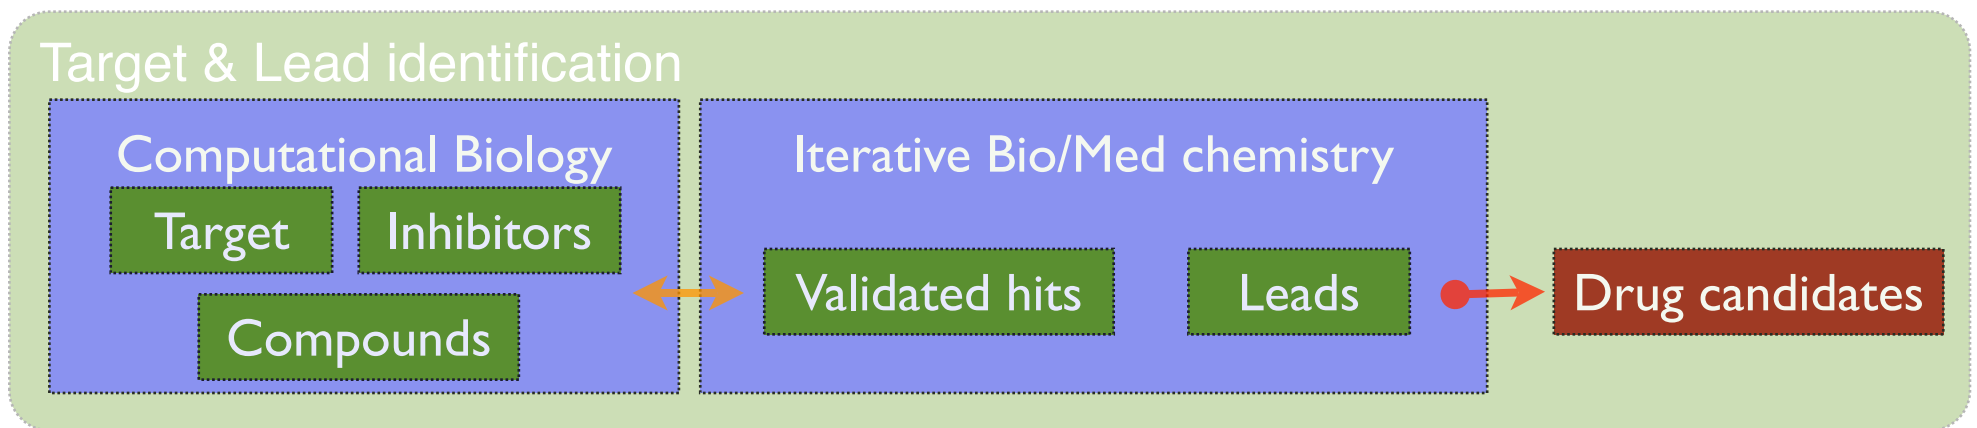 Target & Lead identification
Computational Biology
Target
Inhibitors
Compounds
Iterative Bio/Med chemistry
Validated hits
Leads
Drug candidates